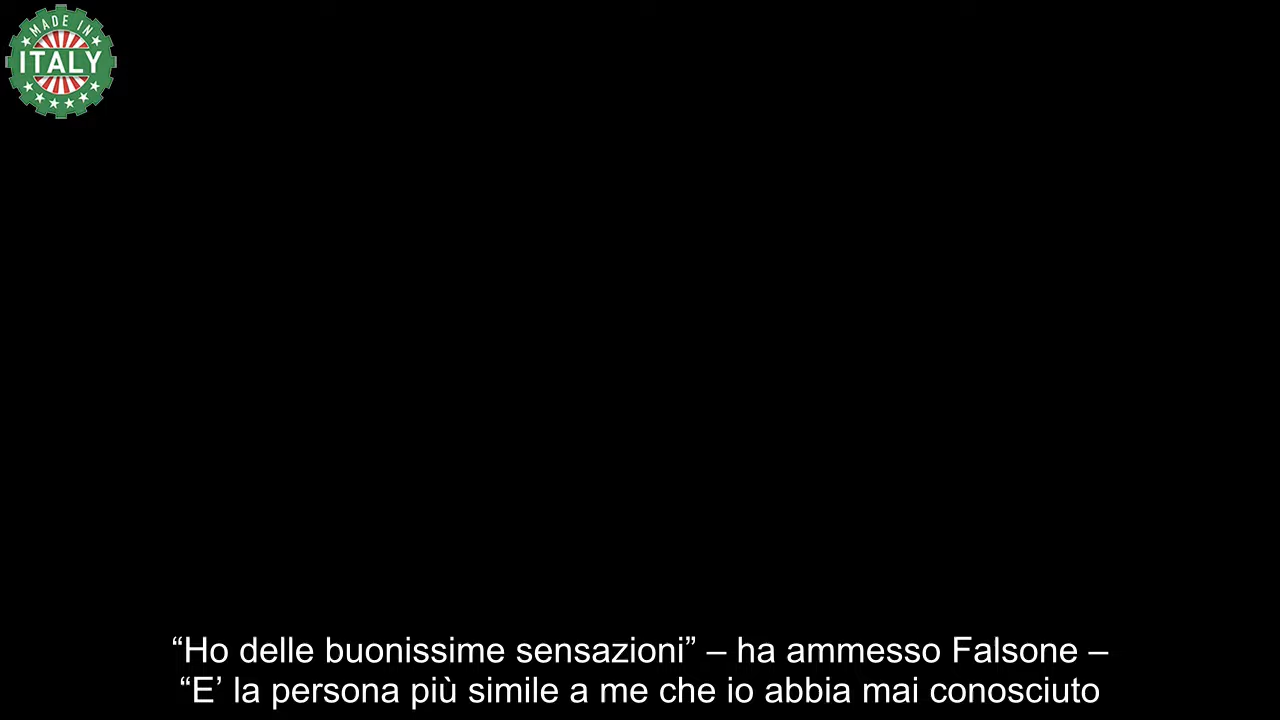 MADE IN
ITALY
“Ho delle buonissime sensazioni” – ha ammesso Falsone –
“E’ la persona più simile a me che io abbia mai conosciuto